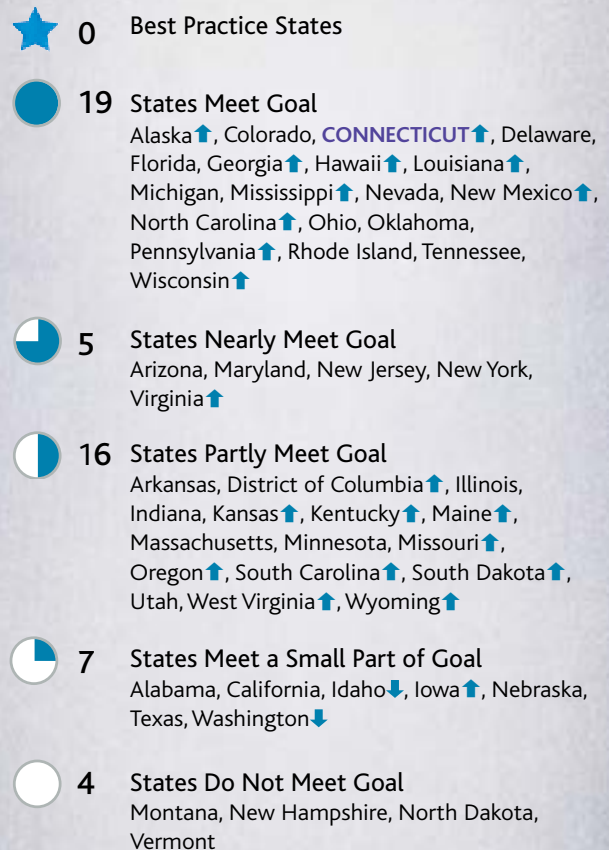 0 Best Practice States
19 States Meet Goal
Alaska⬆, Colorado, CONNECTICUT⬆, Delaware,
Florida, Georgia⬆, Hawaii⬆, Louisiana⬆,
Michigan, Mississippi⬆, Nevada, New Mexico⬆,
North Carolina⬆, Ohio, Oklahoma,
Pennsylvania⬆, Rhode Island, Tennessee,
Wisconsin⬆
5 States Nearly Meet Goal
Arizona, Maryland, New Jersey, New York,
Virginia⬆
16 States Partly Meet Goal
Arkansas, District of Columbia⬆, Illinois,
Indiana, Kansas⬆, Kentucky⬆, Maine⬆,
Massachusetts, Minnesota, Missouri⬆,
Oregon⬆, South Carolina⬆, South Dakota⬆,
Utah, West Virginia⬆, Wyoming⬆
7 States Meet a Small Part of Goal
Alabama, California, Idaho⬇, Iowa⬆, Nebraska,
Texas, Washington⬇
4 States Do Not Meet Goal
Montana, New Hampshire, North Dakota,
Vermont